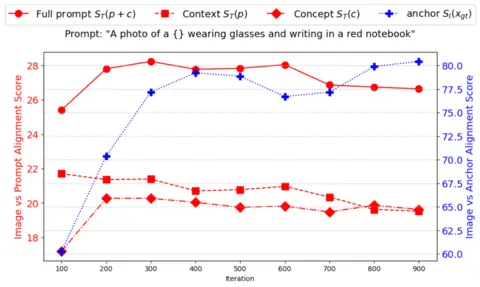 Full prompt S_T(p + c) Context S_T(p) Concept S_T(c) anchor S_I(x_gt)
Prompt: "A photo of a {} wearing glasses and writing in a red notebook"
Image vs Prompt Alignment Score
28
26
24
22
20
18
80.0
77.5
75.0
72.5
70.0
67.5
65.0
62.5
60.0
Image vs Anchor Alignment Score
100 200 300 400 500 600 700 800 900
Iteration